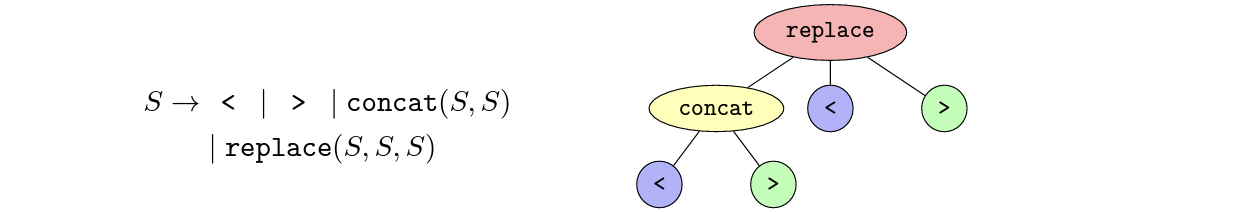 S → < | > | concat(S, S)
| replace(S, S, S)
replace
concat < >
< >